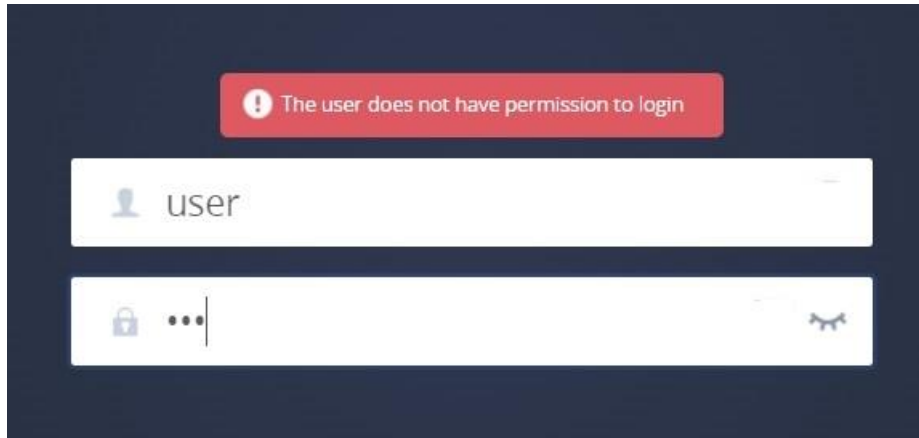 The user does not have permission to login
user
•••